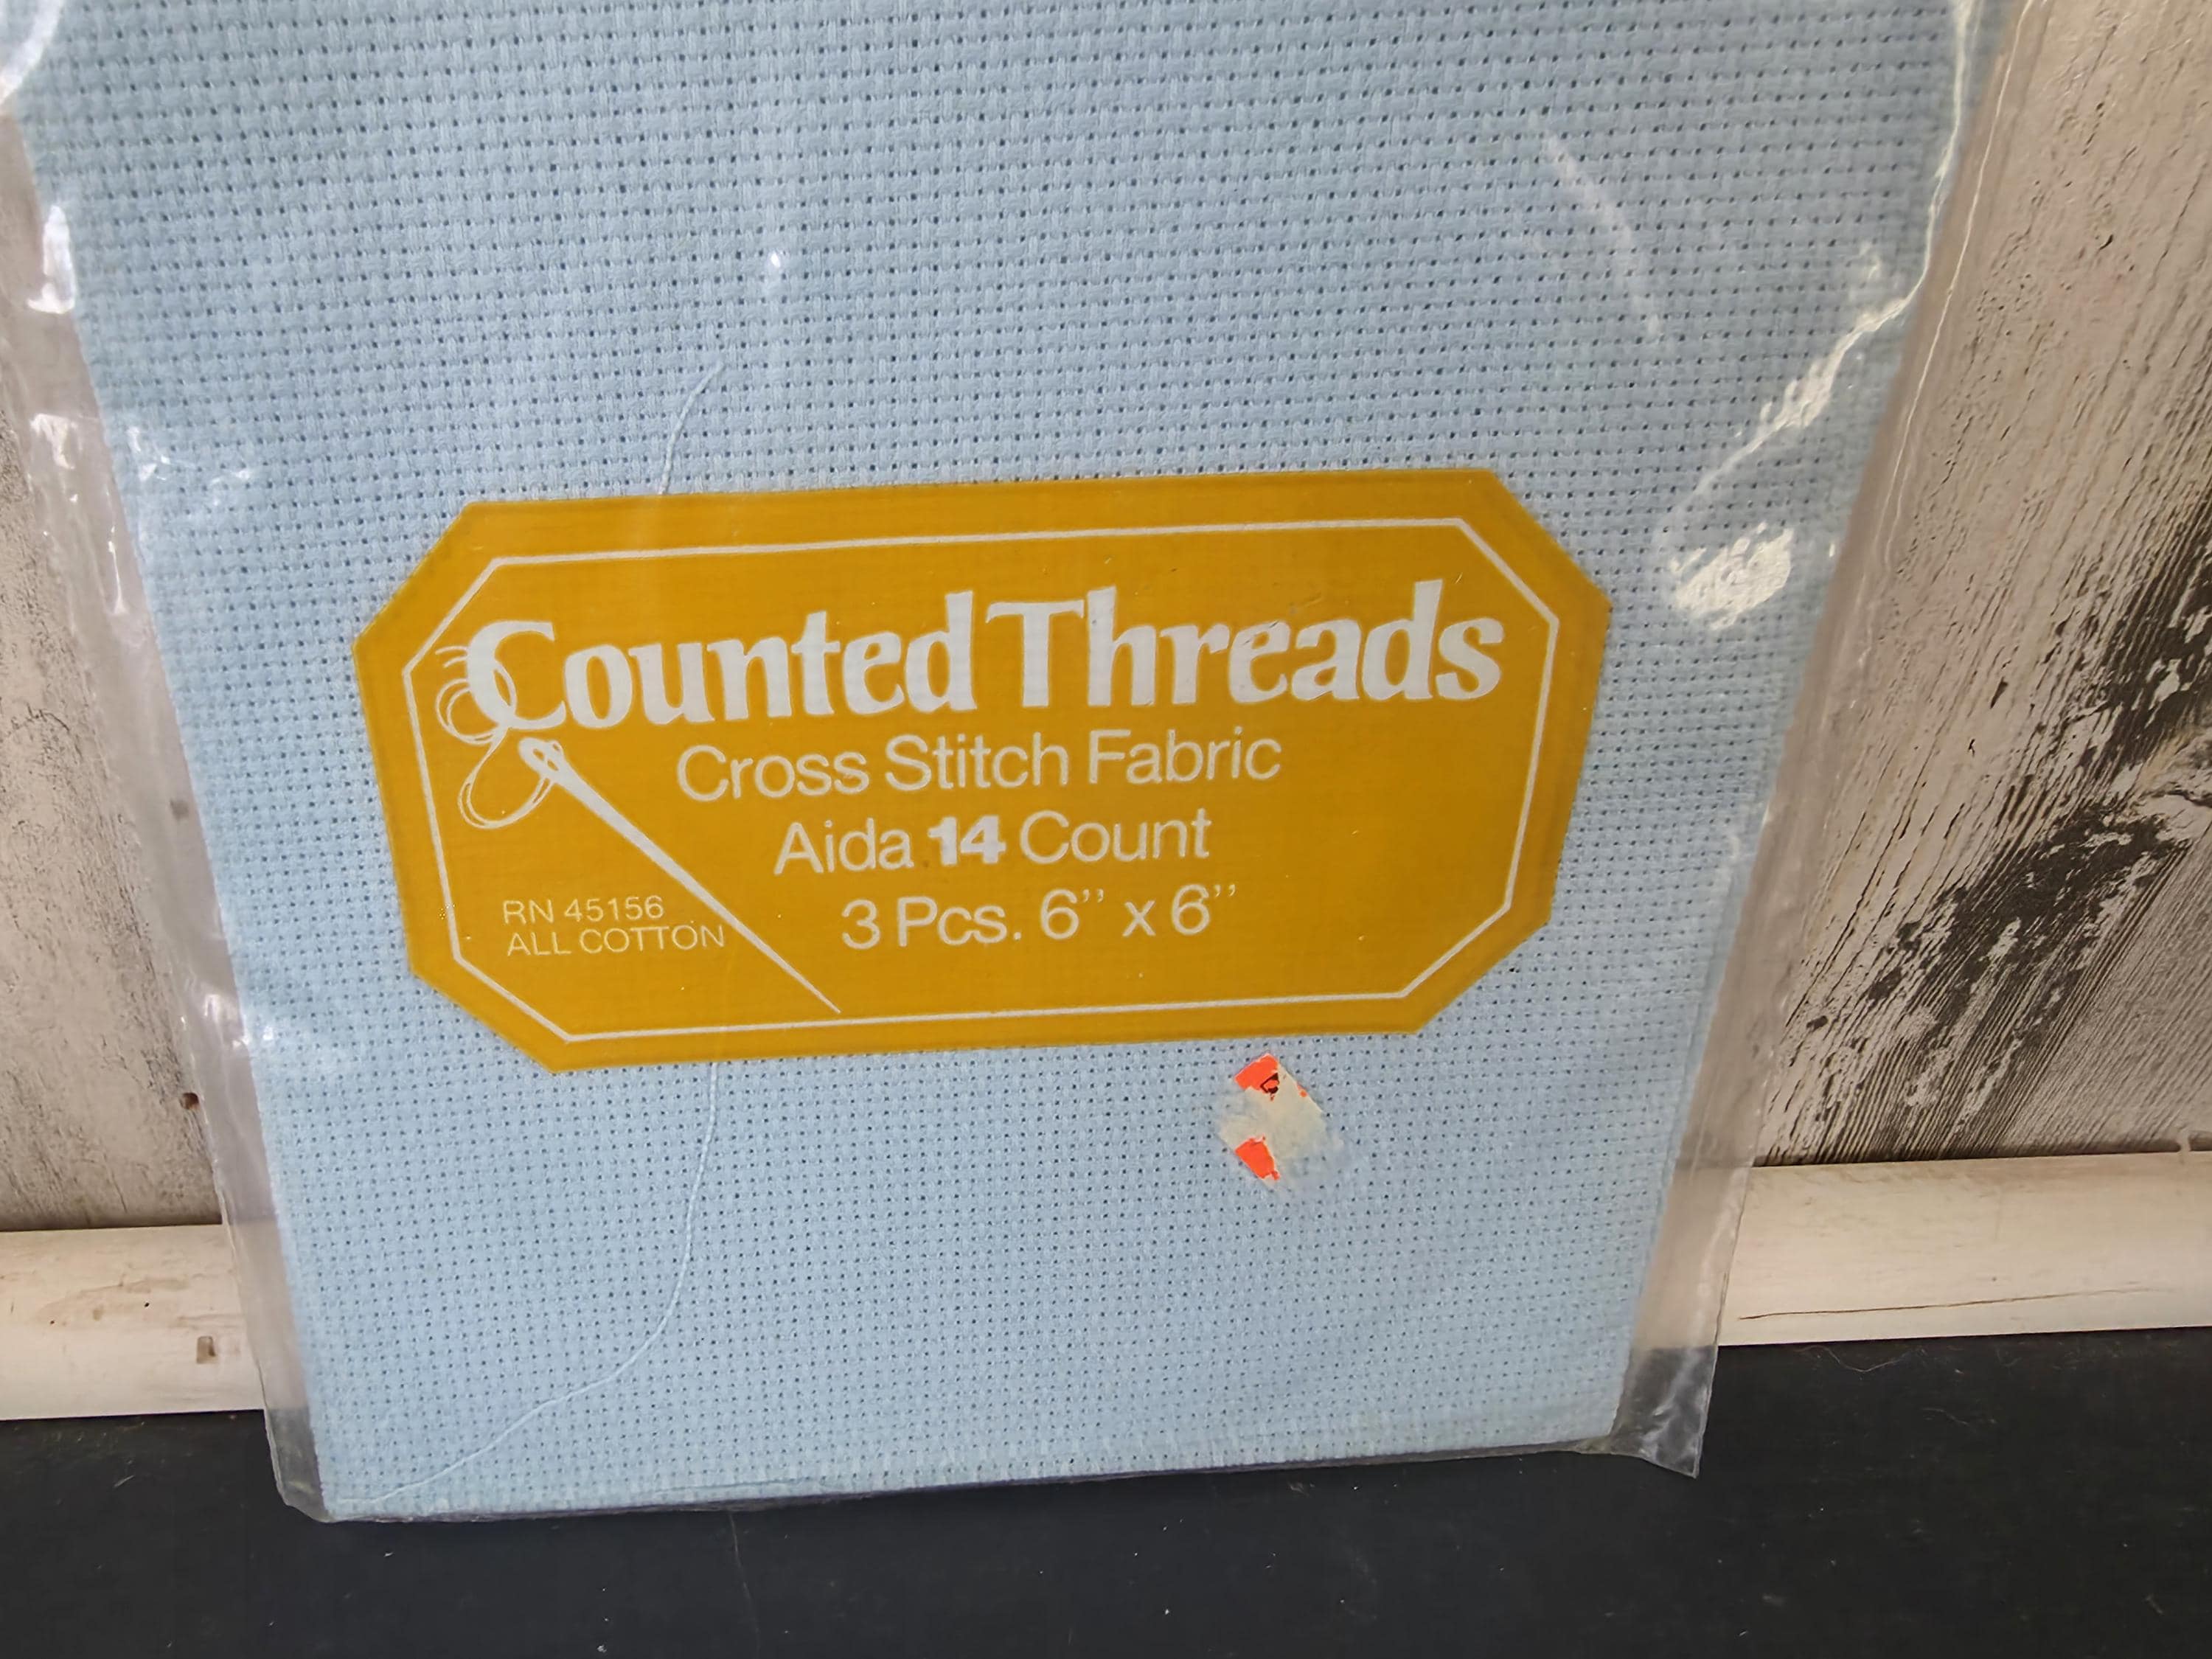 Counted Threads
Cross Stitch Fabric
Aida 14 Count
3 Pcs. 6” x 6”
RN 45156
ALL COTTON